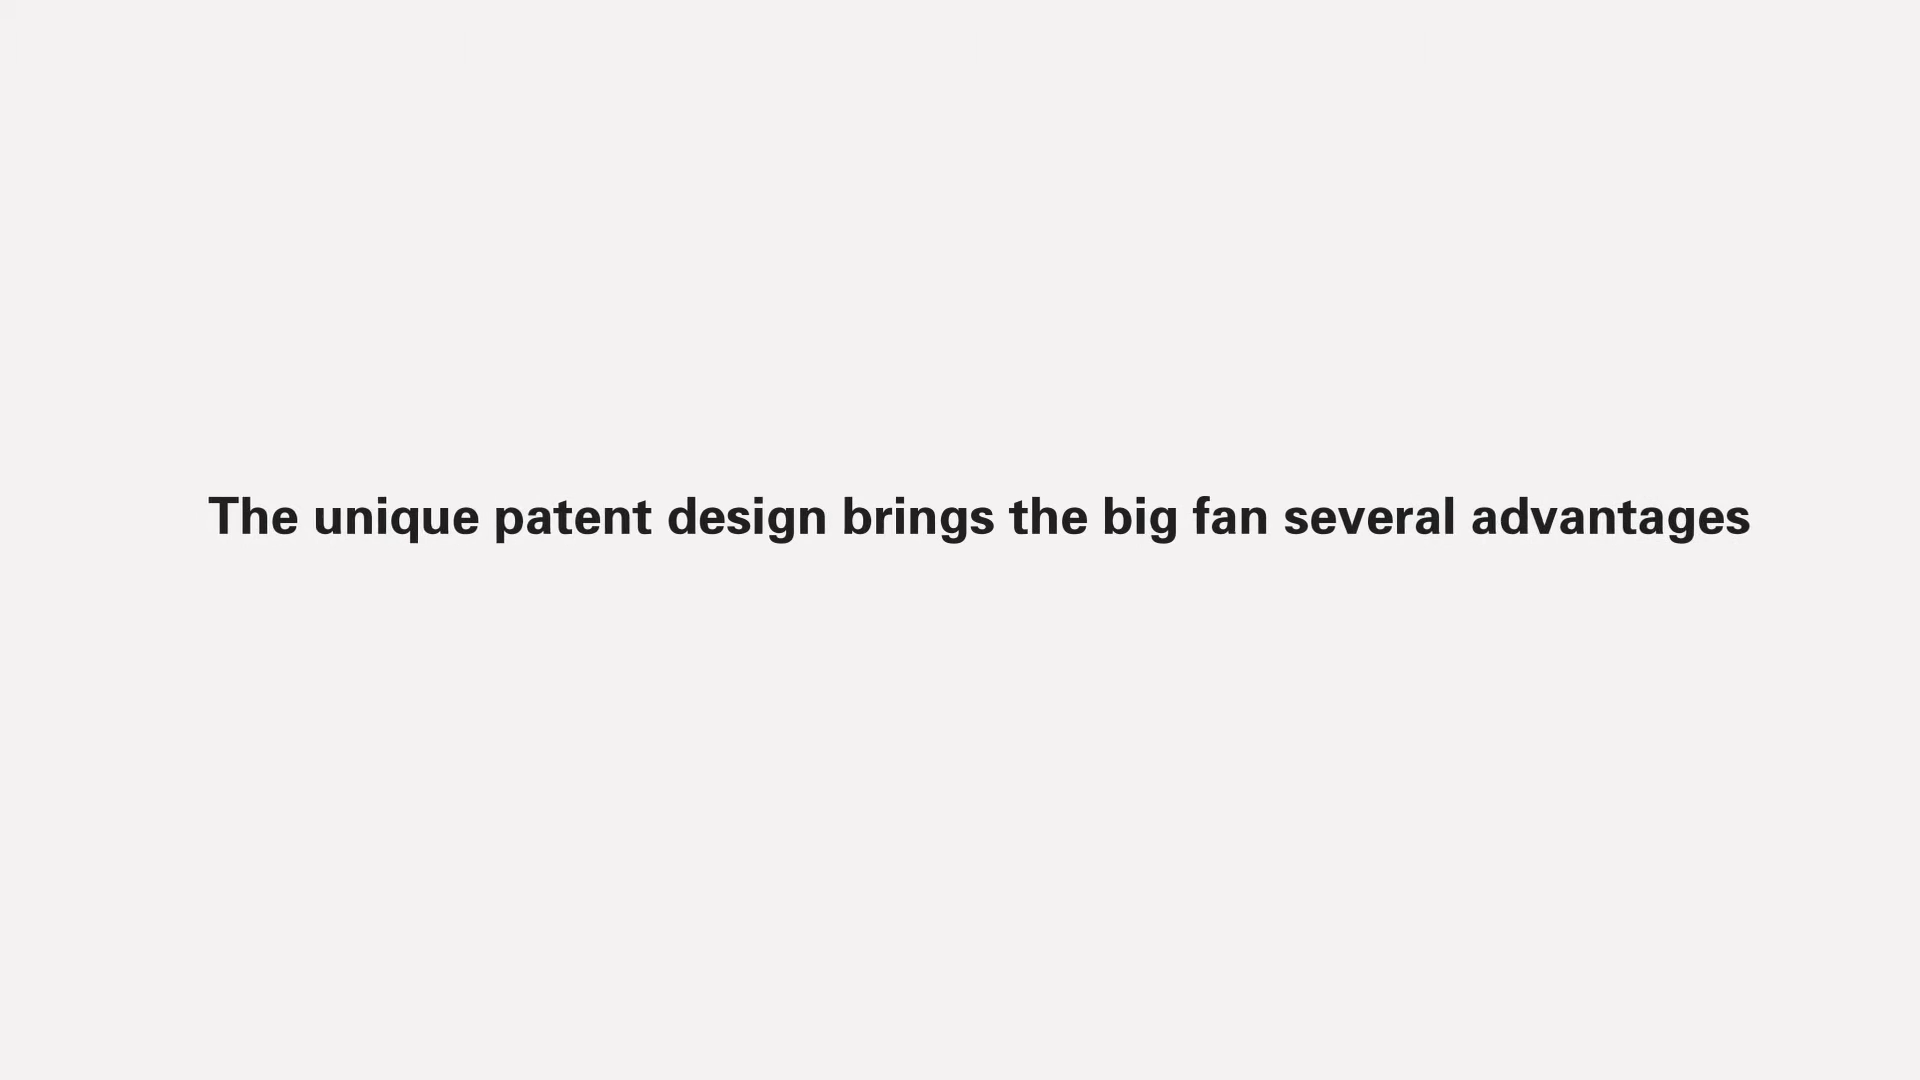 The unique patent design brings the big fan several advantages